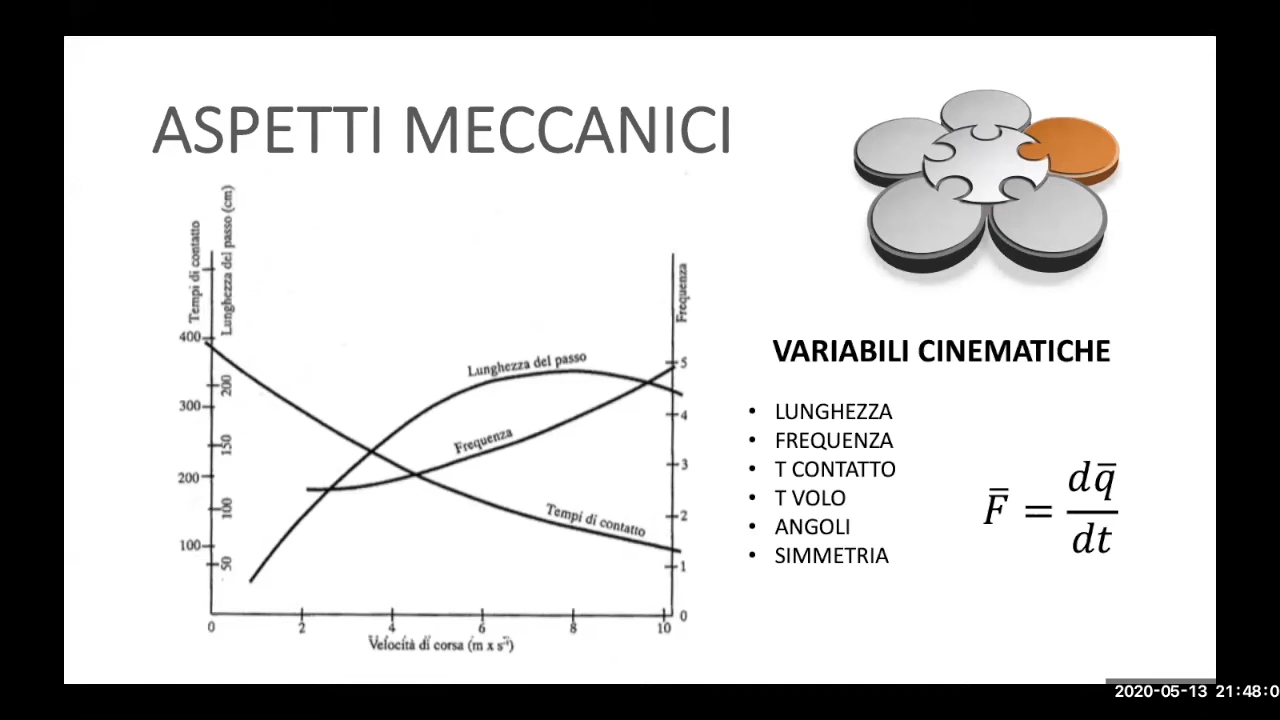 ASPETTI MECCANICI
Tempi di contatto
Lunghezza del passo (cm)
Frequenza
400
300
200
100
200
150
100
50
5
4
3
2
1
0
Lunghezza del passo
Frequenza
Tempi di contatto
0 2 4 6 8 10
Velocità di corsa (m x s⁻¹)
VARIABILI CINEMATICHE
• LUNGHEZZA
• FREQUENZA
• T CONTATTO
• T VOLO
• ANGOLI
• SIMMETRIA
F̅ = dq̅/dt
2020-05-13 21:48:0